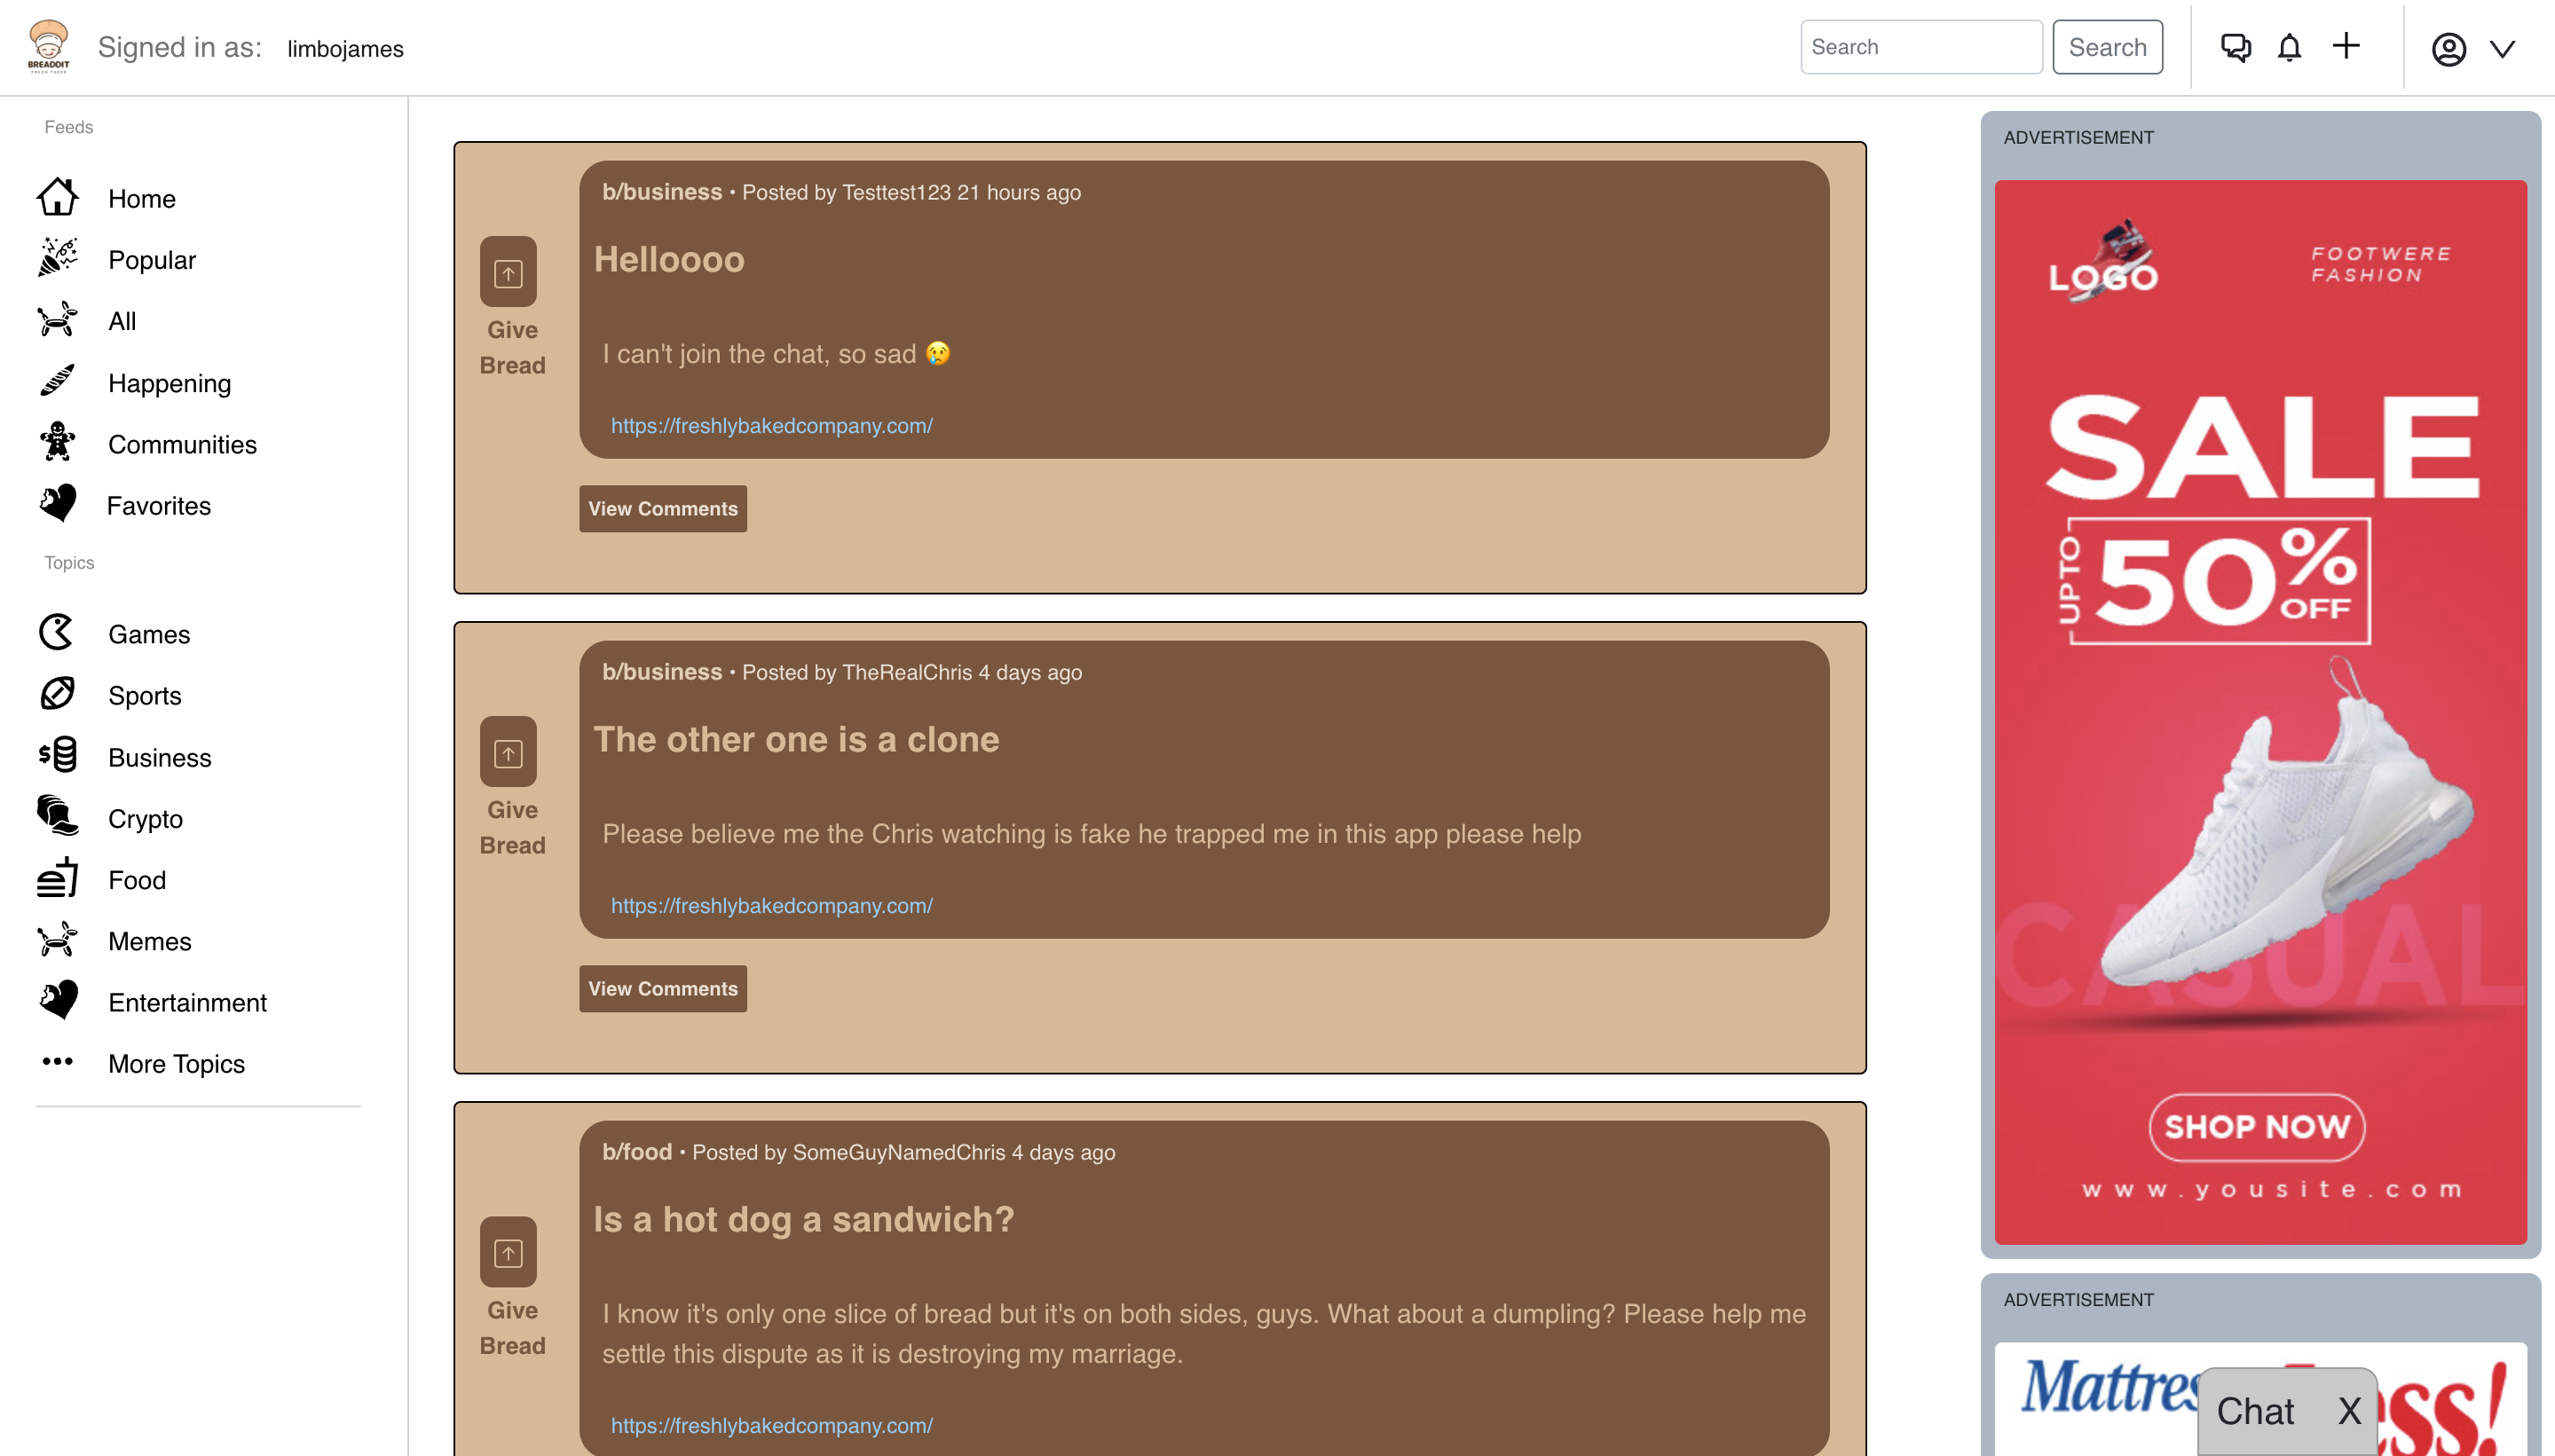 BREADDIT
FRESH TAKES
Signed in as: limbojames
Search
Search
Feeds
Home
Popular
All
Happening
Communities
Favorites
Topics
Games
Sports
Business
Crypto
Food
Memes
Entertainment
More Topics
b/business • Posted by Testtest123 21 hours ago
Helloooo
I can't join the chat, so sad 😢
https://freshlybakedcompany.com/
Give
Bread
View Comments
b/business • Posted by TheRealChris 4 days ago
The other one is a clone
Please believe me the Chris watching is fake he trapped me in this app please help
https://freshlybakedcompany.com/
Give
Bread
View Comments
b/food • Posted by SomeGuyNamedChris 4 days ago
Is a hot dog a sandwich?
I know it's only one slice of bread but it's on both sides, guys. What about a dumpling? Please help me
settle this dispute as it is destroying my marriage.
https://freshlybakedcompany.com/
Give
Bread
ADVERTISEMENT
LOGO
FOOTWERE
FASHION
SALE
UPTO
50%
OFF
CASUAL
SHOP NOW
www.yousite.com
ADVERTISEMENT
Chat X